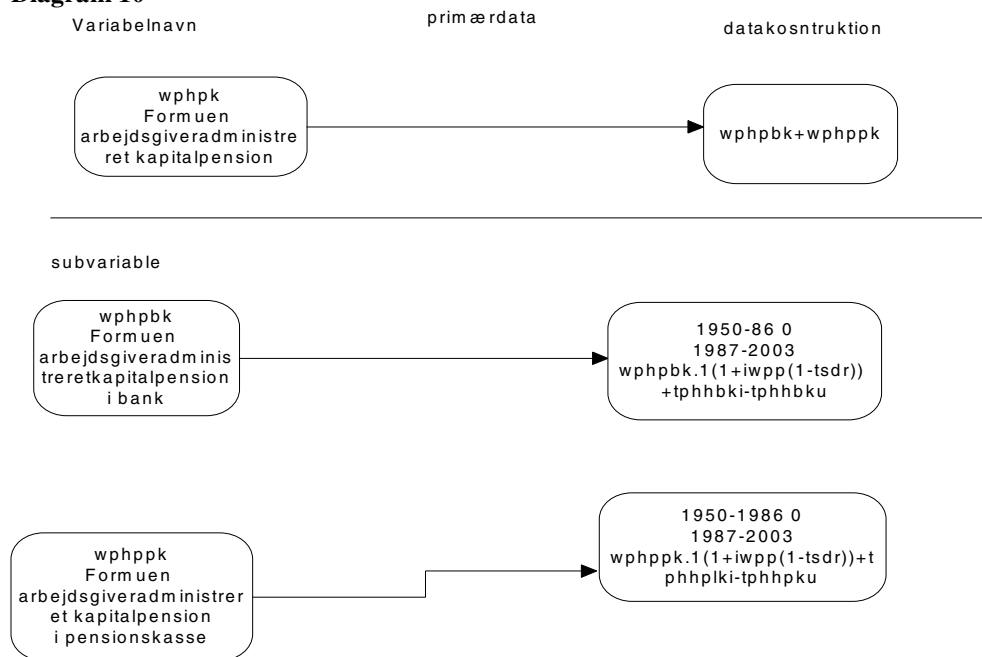 Diagram 10
Variabelnavn
primærdata
datakosntruktion
wphpk
Formuen
arbejdsgiveradministre
ret kapitalpension
wphpbk+wphppk
subvariable
wphpbk
Formuen
arbejdsgiveradminis
treretkapitalpension
i bank
1950-86 0
1987-2003
wphpbk.1(1+iwpp(1-tsdr))
+tphhbki-tphhbku
wphppk
Formuen
arbejdsgiveradministrer
et kapitalpension
i pensionskasse
1950-1986 0
1987-2003
wphppk.1(1+iwpp(1-tsdr))+t
phhplki-tphhpku